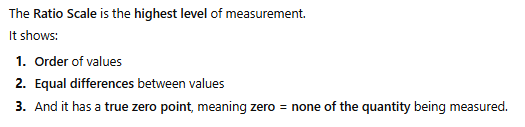 The Ratio Scale is the highest level of measurement.
It shows:
1. Order of values
2. Equal differences between values
3. And it has a true zero point, meaning zero = none of the quantity being measured.